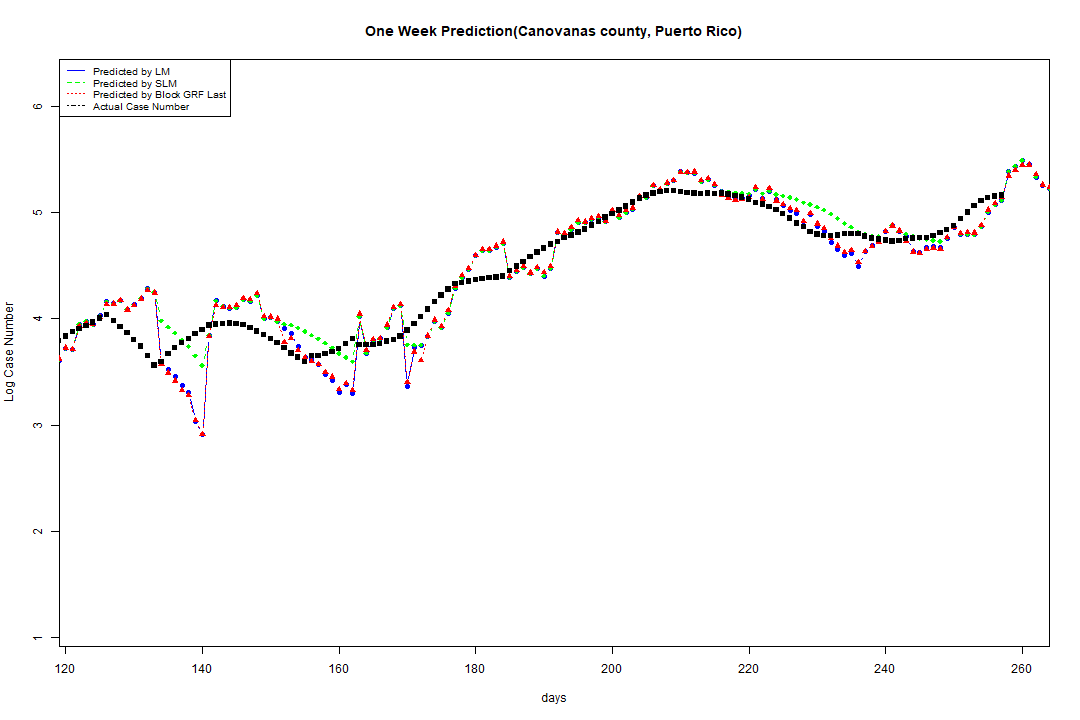 One Week Prediction(Canovanas county, Puerto Rico)
Predicted by LM
Predicted by SLM
Predicted by Block GRF Last
Actual Case Number
6
5
4
3
2
1
Log Case Number
120 140 160 180 200 220 240 260
days